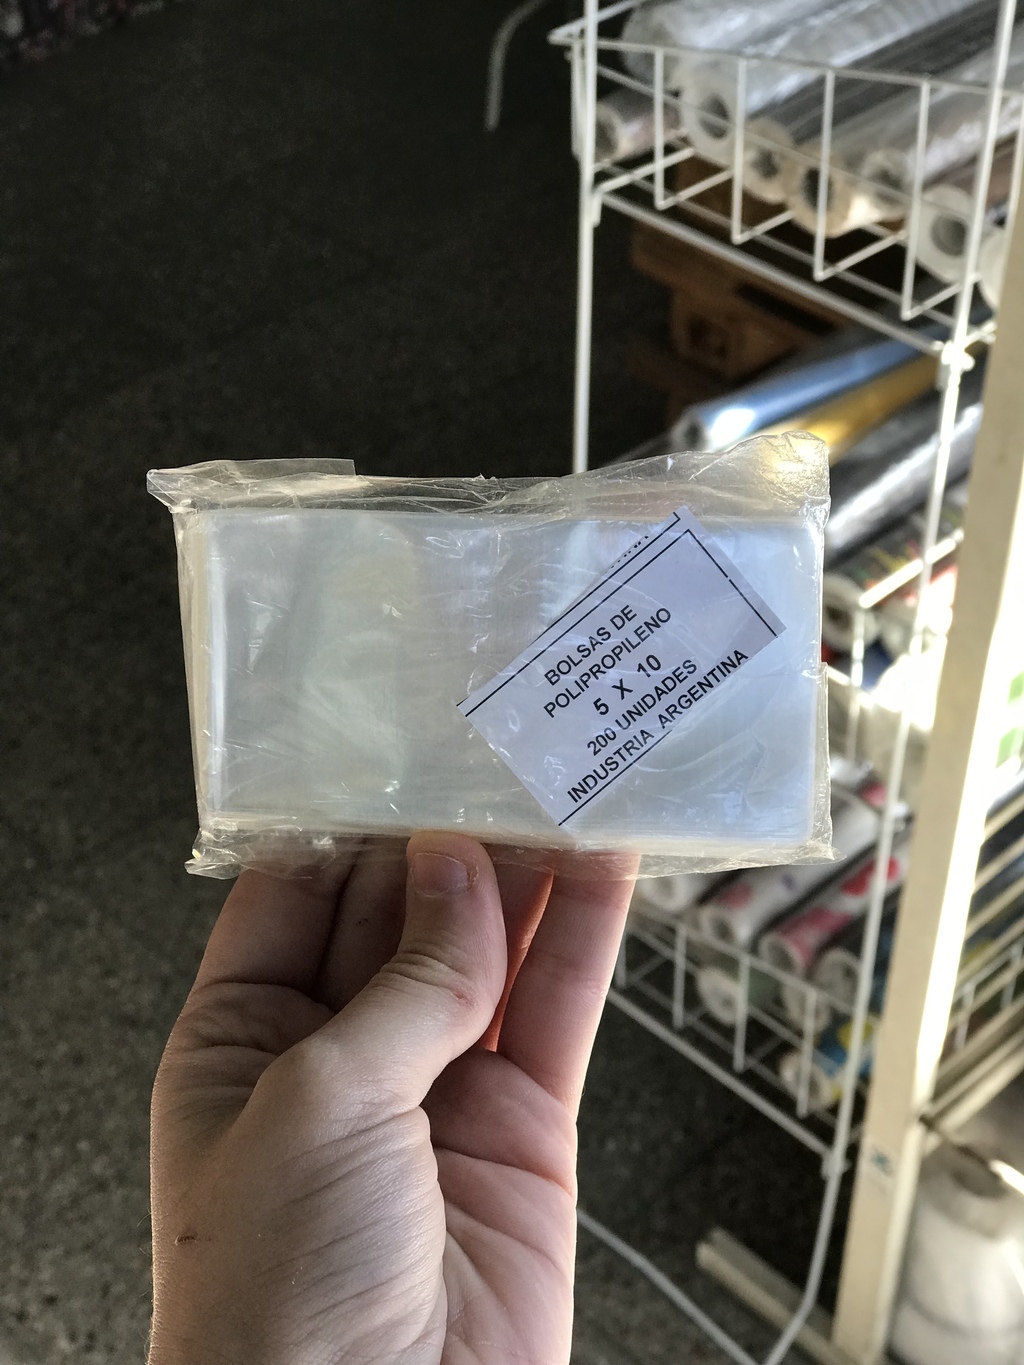 BOLSAS DE
POLIPROPILENO
5 X 10
200 UNIDADES
INDUSTRIA ARGENTINA